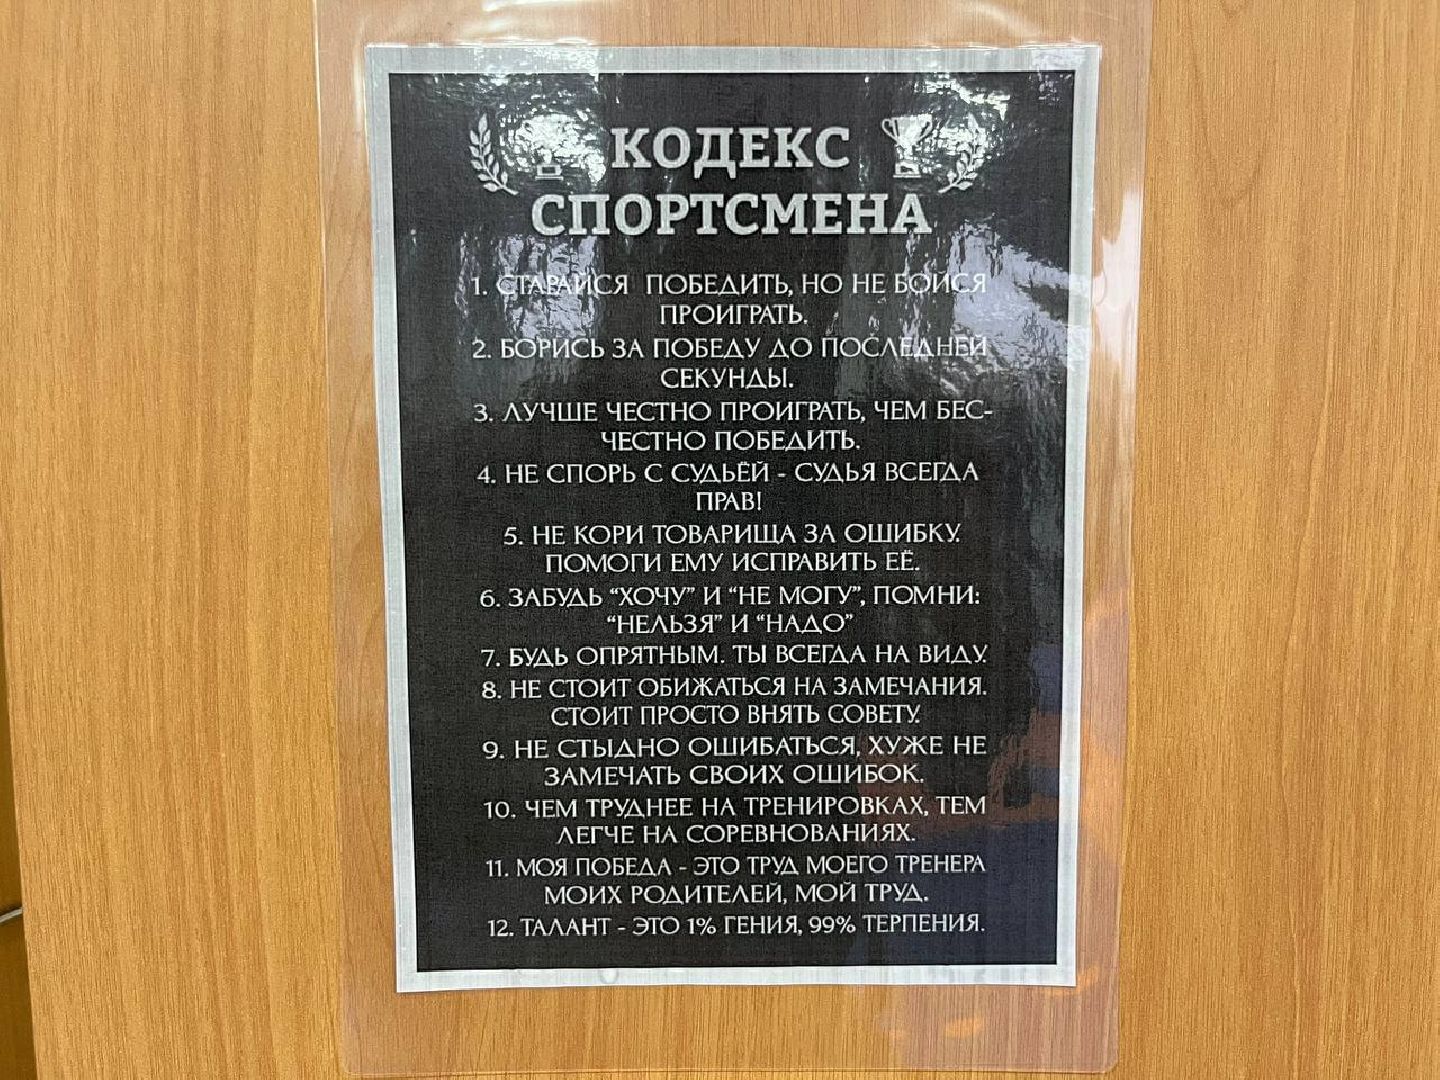 КОДЕКС
СПОРТСМЕНА
1. СТАРАЙСЯ ПОБЕДИТЬ, НО НЕ БОЙСЯ
ПРОИГРАТЬ.
2. БОРИСЬ ЗА ПОБЕДУ ДО ПОСЛЕДНЕЙ
СЕКУНДЫ.
3. ЛУЧШЕ ЧЕСТНО ПРОИГРАТЬ, ЧЕМ БЕС-
ЧЕСТНО ПОБЕДИТЬ.
4. НЕ СПОРЬ С СУДЬЁЙ - СУДЬЯ ВСЕГДА
ПРАВ!
5. НЕ КОРИ ТОВАРИЩА ЗА ОШИБКУ.
ПОМОГИ ЕМУ ИСПРАВИТЬ ЕЁ.
6. ЗАБУДЬ “ХОЧУ” И “НЕ МОГУ”, ПОМНИ:
“НЕЛЬЗЯ” И “НАДО”
7. БУДЬ ОПРЯТНЫМ. ТЫ ВСЕГДА НА ВИДУ.
8. НЕ СТОИТ ОБИЖАТЬСЯ НА ЗАМЕЧАНИЯ.
СТОИТ ПРОСТО ВНЯТЬ СОВЕТУ.
9. НЕ СТЫДНО ОШИБАТЬСЯ, ХУЖЕ НЕ
ЗАМЕЧАТЬ СВОИХ ОШИБОК.
10. ЧЕМ ТРУДНЕЕ НА ТРЕНИРОВКАХ, ТЕМ
ЛЕГЧЕ НА СОРЕВНОВАНИЯХ.
11. МОЯ ПОБЕДА - ЭТО ТРУД МОЕГО ТРЕНЕРА
МОИХ РОДИТЕЛЕЙ, МОЙ ТРУД.
12. ТАЛАНТ - ЭТО 1% ГЕНИЯ, 99% ТЕРПЕНИЯ.